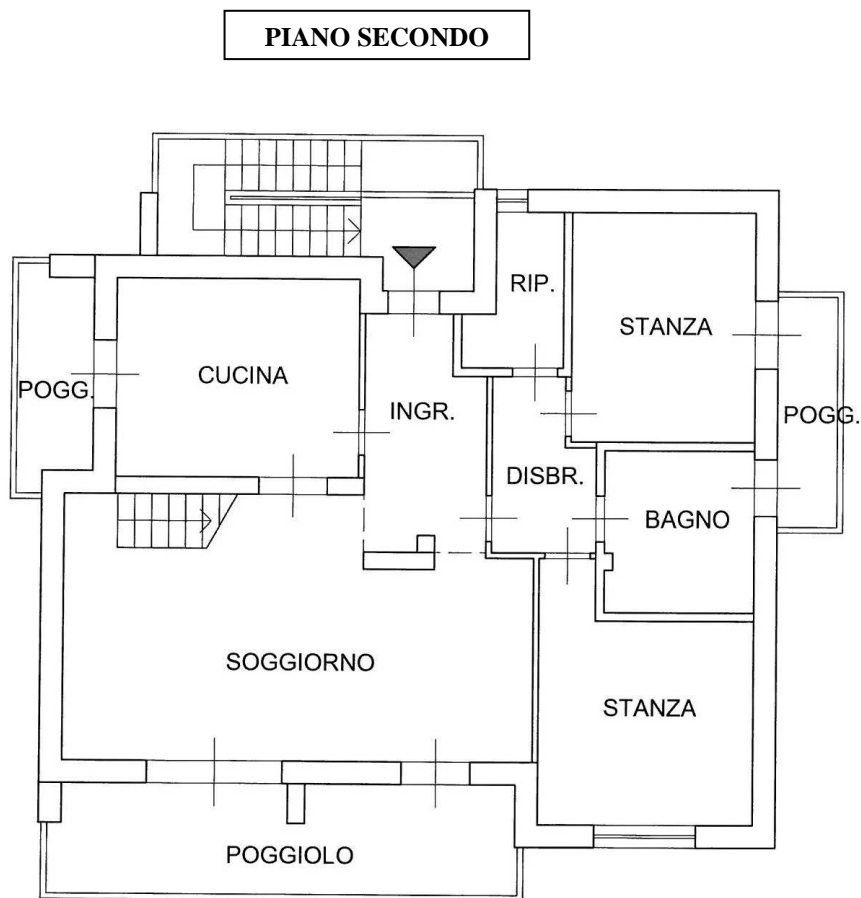 PIANO SECONDO
RIP.
STANZA
CUCINA
POGG.
INGR.
POGG.
DISBR.
BAGNO
SOGGIORNO
STANZA
POGGIOLO